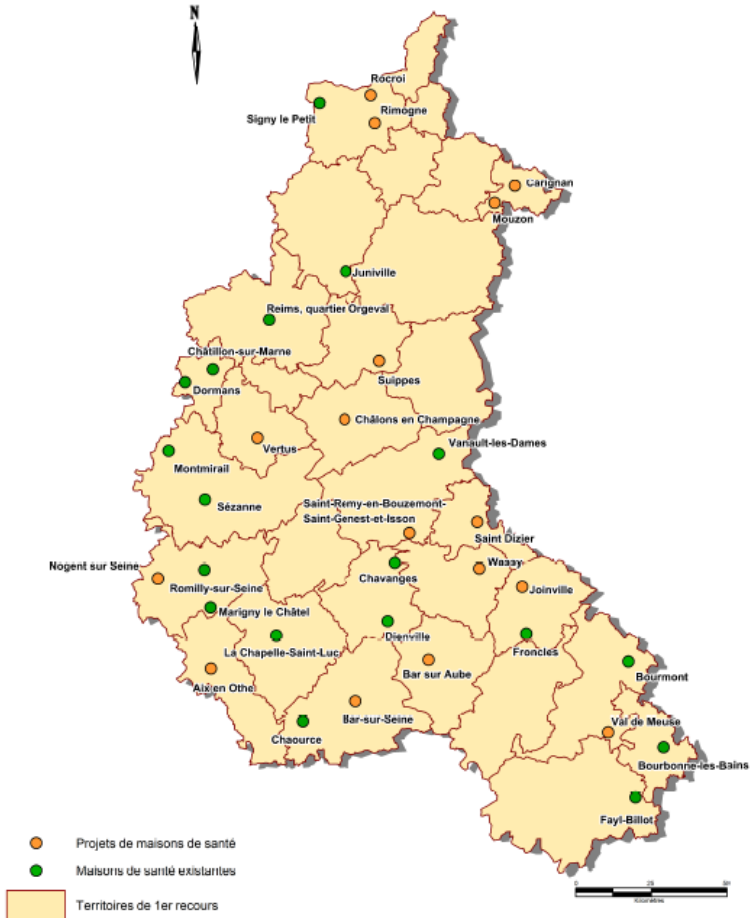 N
Rocroi
Rimogne
Signy le Petit
Carignan
Mouzon
Juniville
Reims, quartier Orgeval
Châtillon-sur-Marne
Dormans
Suippes
Châlons en Champagne
Vertus
Vanault-les-Dames
Montmirail
Sézanne
Saint-Remy-en-Bouzemont-
Saint-Genest-et-Isson
Saint Dizier
Nogent sur Seine
Romilly-sur-Seine
Chavanges
Wassy
Joinville
Marigny le Châtel
La Chapelle-Saint-Luc
Dienville
Froncles
Bar sur Aube
Bourmont
Aix en Othe
Bar-sur-Seine
Chaource
Val de Meuse
Bourbonne-les-Bains
Fayl-Billot
Projets de maisons de santé
Maisons de santé existantes
Territoires de 1er recours
0 25 50
Kilomètres